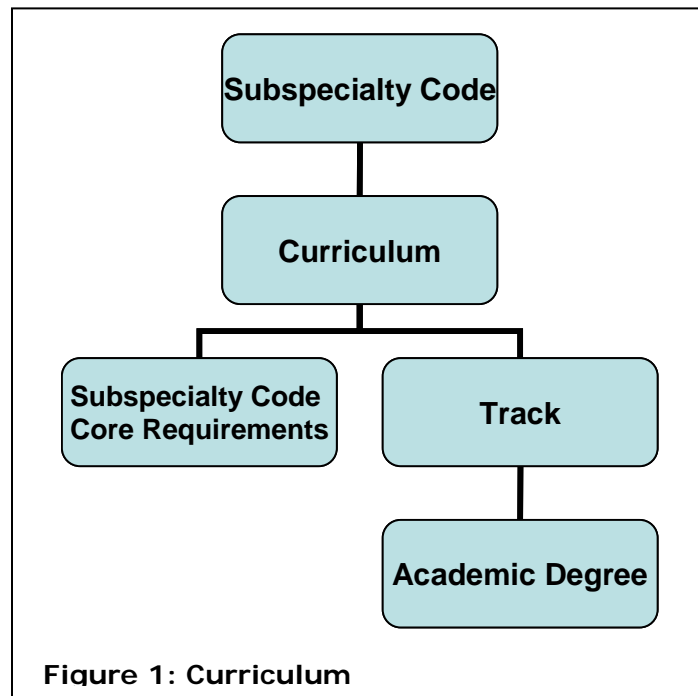 Subspecialty Code
Curriculum
Subspecialty Code
Core Requirements
Track
Academic Degree
Figure 1: Curriculum